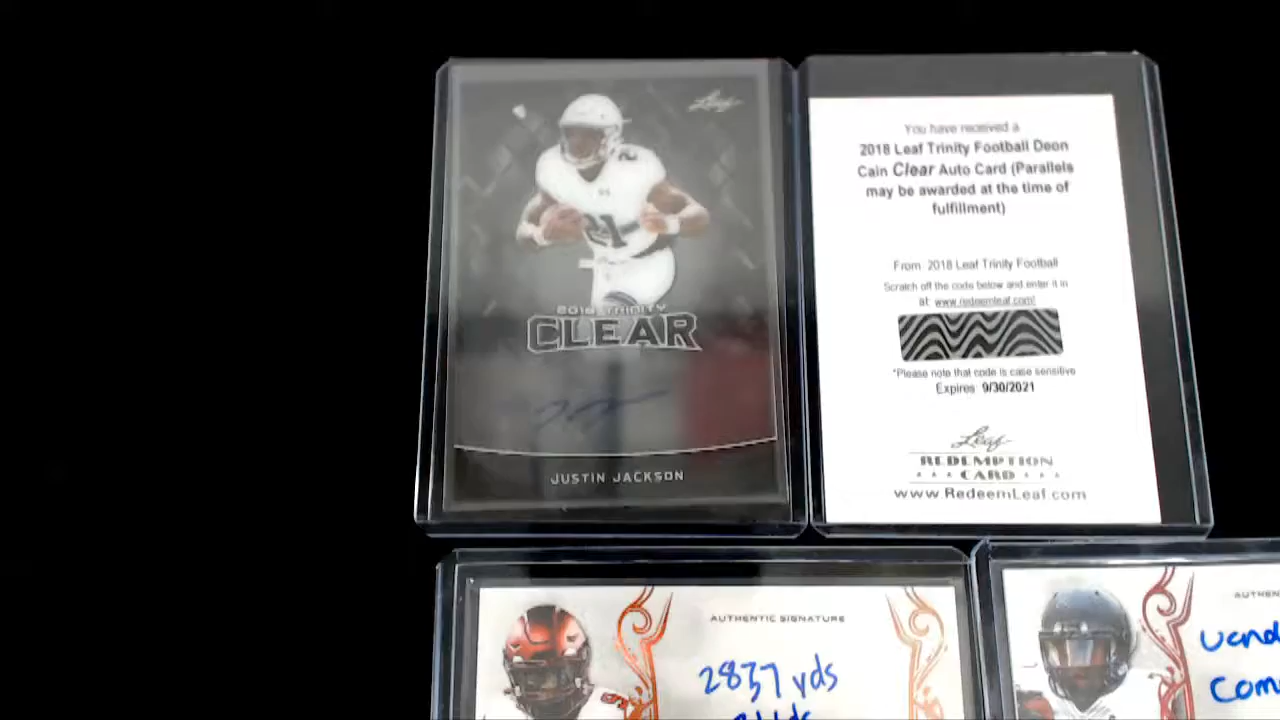 Leaf
21
2018 TRINITY
CLEAR
JUSTIN JACKSON
You have received a
2018 Leaf Trinity Football Deon
Cain Clear Auto Card (Parallels
may be awarded at the time of
fulfillment)
From 2018 Leaf Trinity Football
Scratch off the code below and enter it in
at: www.redeemleaf.com!
*Please note that code is case sensitive
Expires: 9/30/2021
Leaf
REDEMPTION
CARD
www.RedeemLeaf.com
AUTHENTIC SIGNATURE
2837 yds
AUTHEN
Com